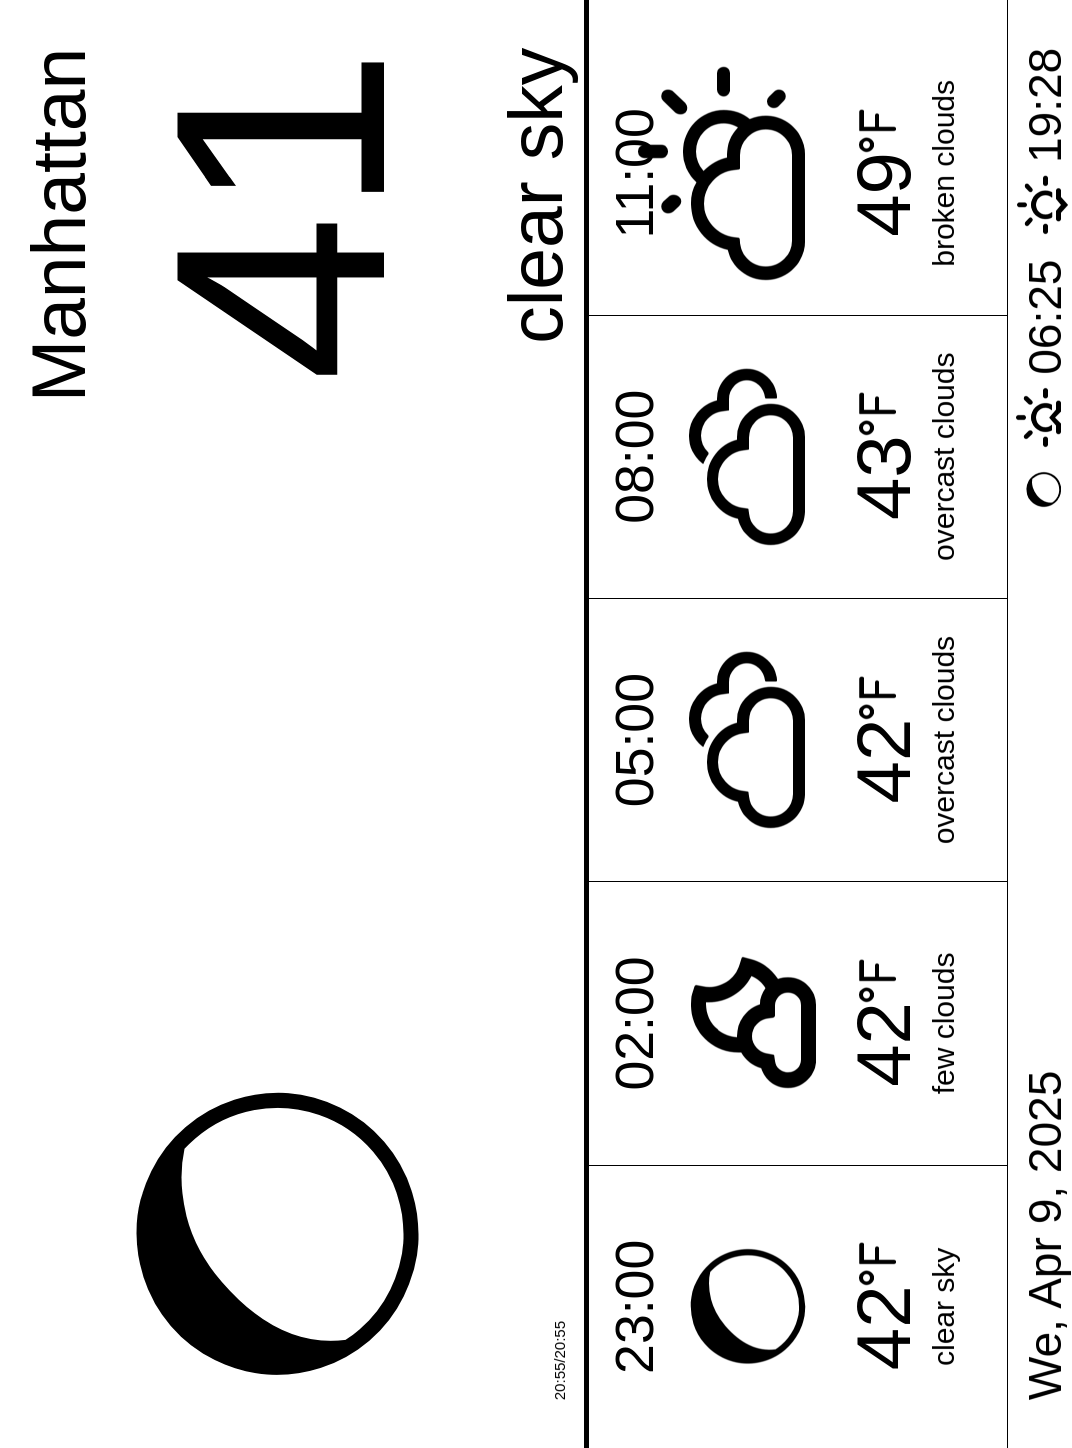 Manhattan
41
clear sky
20:55/20:55
23:00 02:00 05:00 08:00 11:00
42°F 42°F 42°F 43°F 49°F
clear sky few clouds overcast clouds overcast clouds broken clouds
We, Apr 9, 2025 06:25 19:28